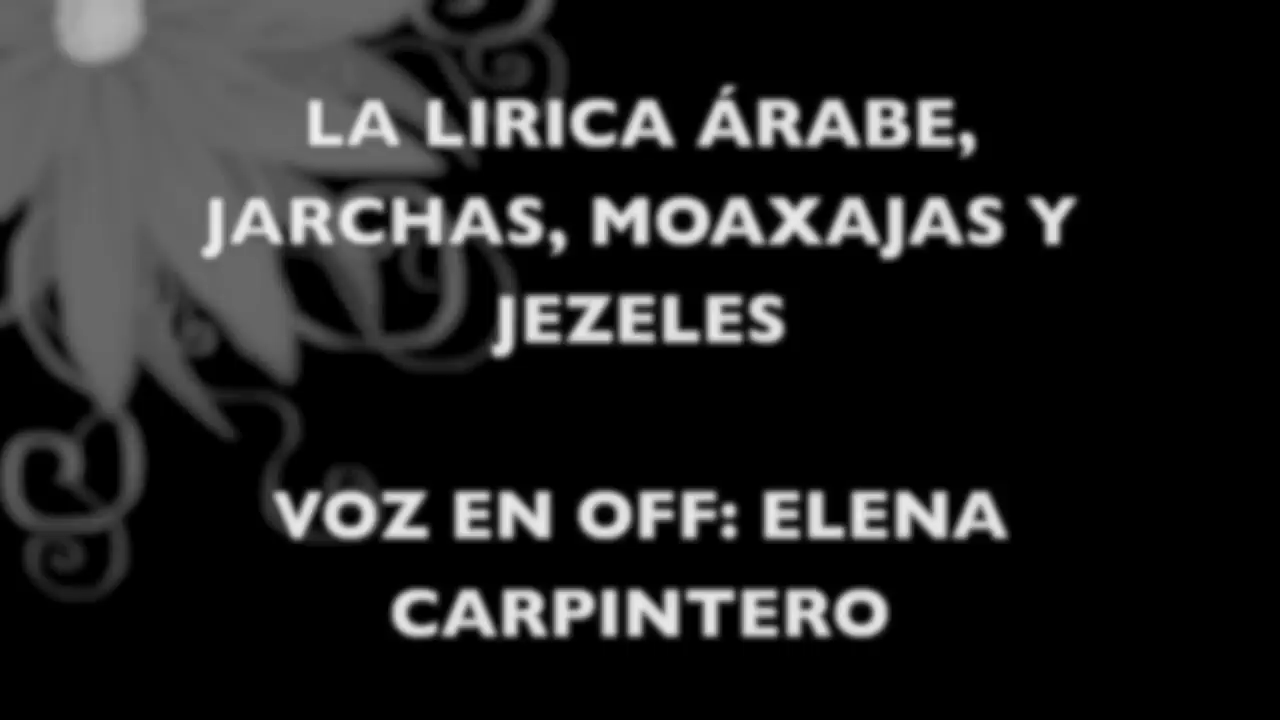 LA LIRICA ÁRABE,
JARCHAS, MOAXAJAS Y
JEZELES
VOZ EN OFF: ELENA
CARPINTERO